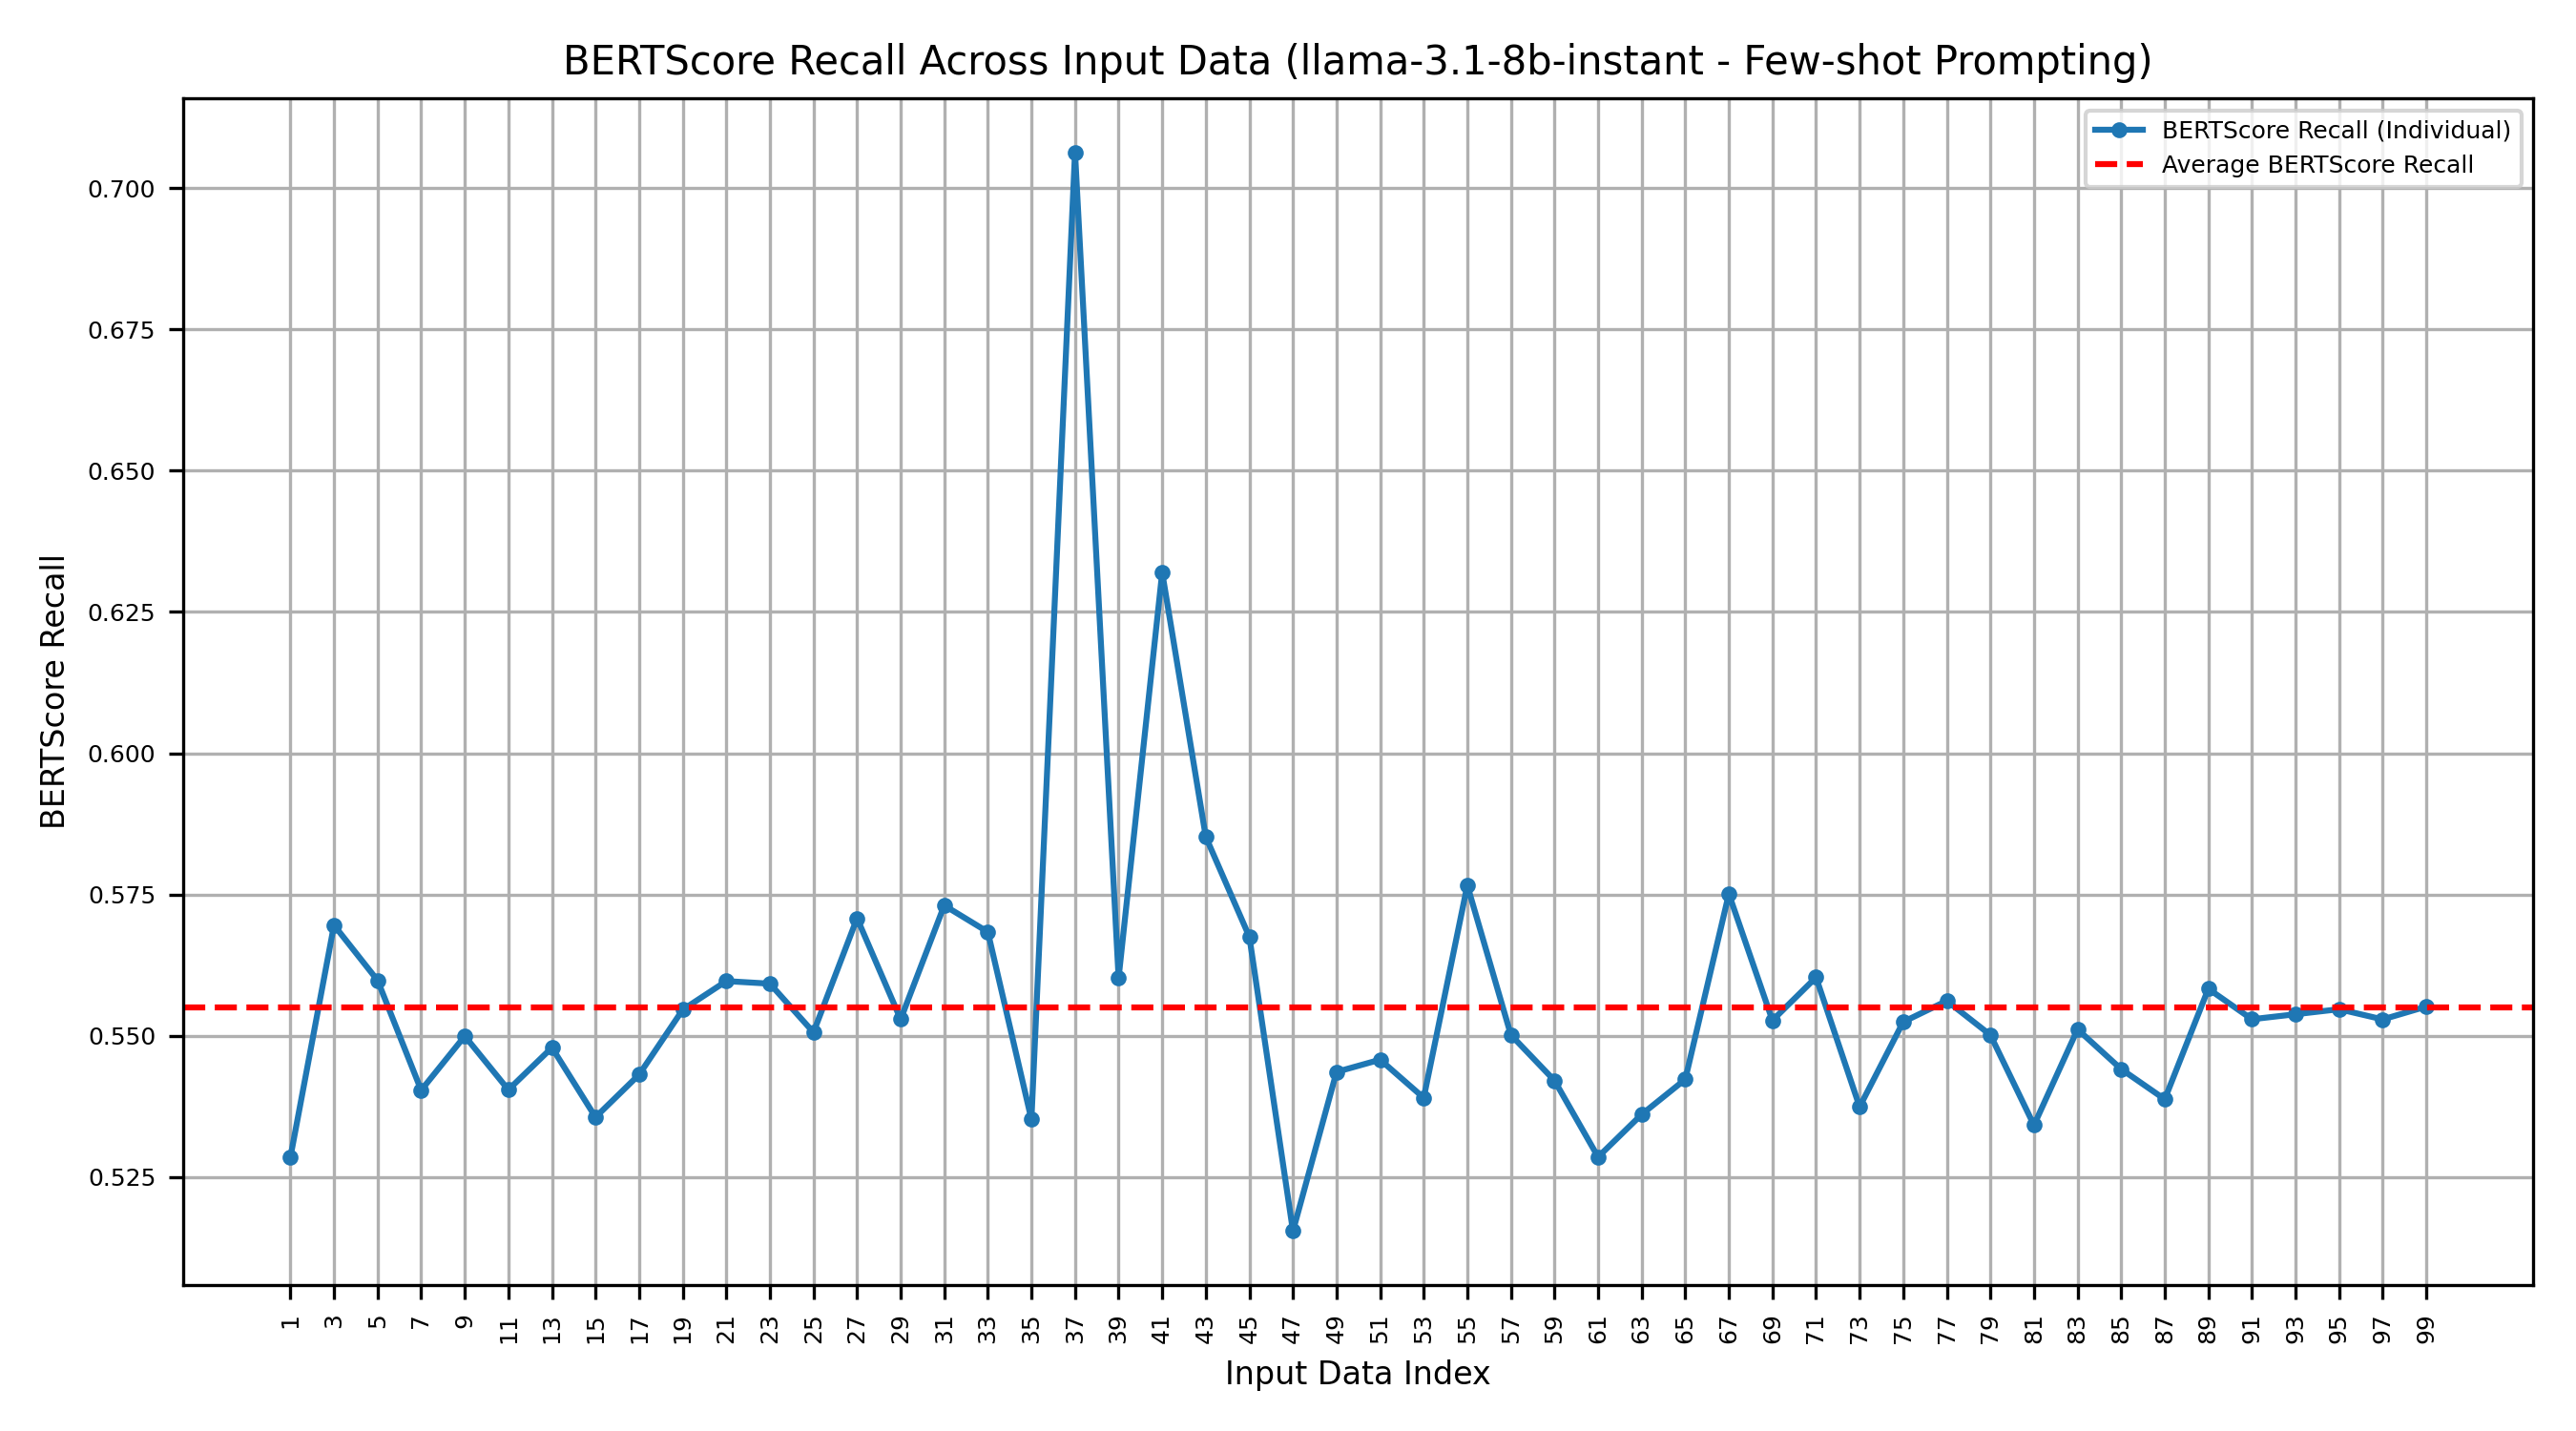 BERTScore Recall Across Input Data (llama-3.1-8b-instant - Few-shot Prompting)
BERTScore Recall (Individual)
Average BERTScore Recall
BERTScore Recall
0.700
0.675
0.650
0.625
0.600
0.575
0.550
0.525
1 3 5 7 9 11 13 15 17 19 21 23 25 27 29 31 33 35 37 39 41 43 45 47 49 51 53 55 57 59 61 63 65 67 69 71 73 75 77 79 81 83 85 87 89 91 93 95 97 99
Input Data Index